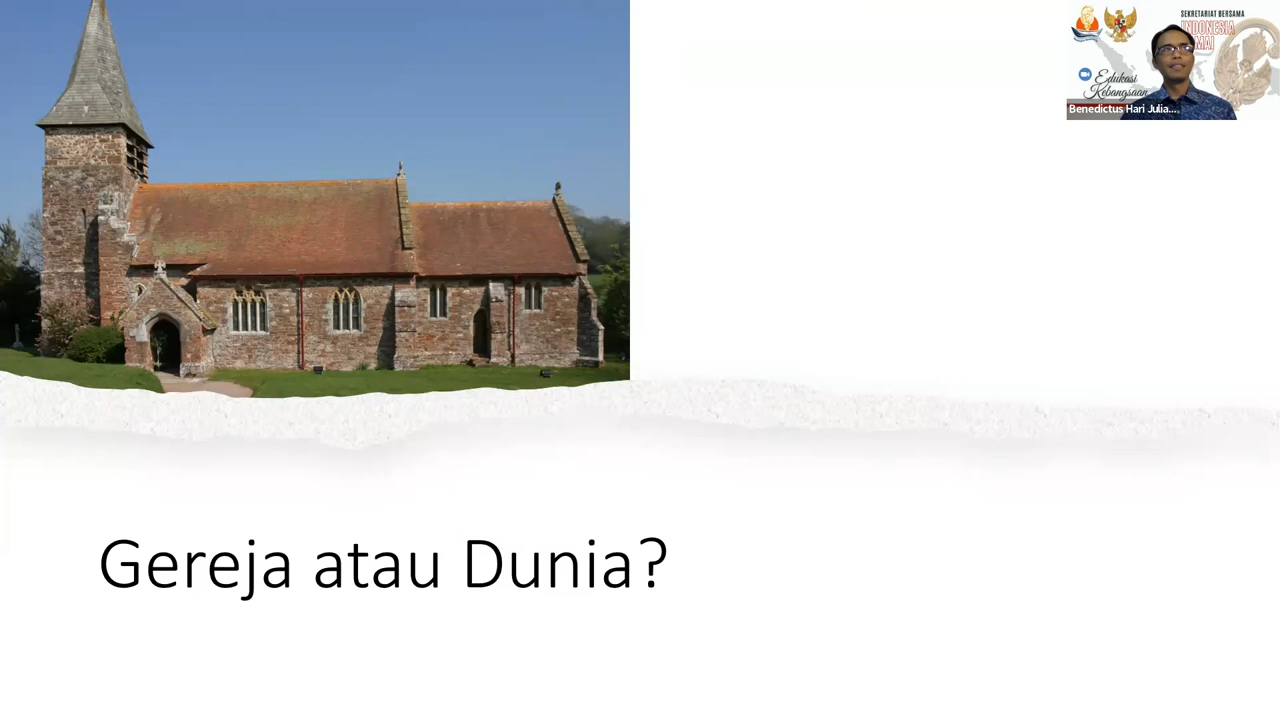 SEKRETARIAT BERSAMA
INDONESIA
Edukasi
Kebangsaan
Benedictus Hari Julia....
Gereja atau Dunia?